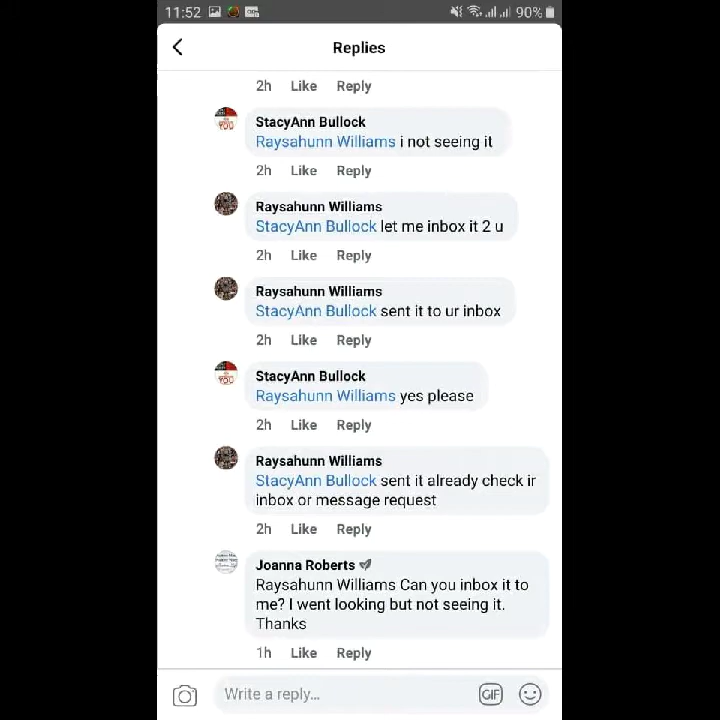 11:52
90%
Replies
2h Like Reply
StacyAnn Bullock
Raysahunn Williams i not seeing it
2h Like Reply
Raysahunn Williams
StacyAnn Bullock let me inbox it 2 u
2h Like Reply
Raysahunn Williams
StacyAnn Bullock sent it to ur inbox
2h Like Reply
StacyAnn Bullock
Raysahunn Williams yes please
2h Like Reply
Raysahunn Williams
StacyAnn Bullock sent it already check ir
inbox or message request
2h Like Reply
Joanna Roberts
Raysahunn Williams Can you inbox it to
me? I went looking but not seeing it.
Thanks
1h Like Reply
Write a reply...
GIF